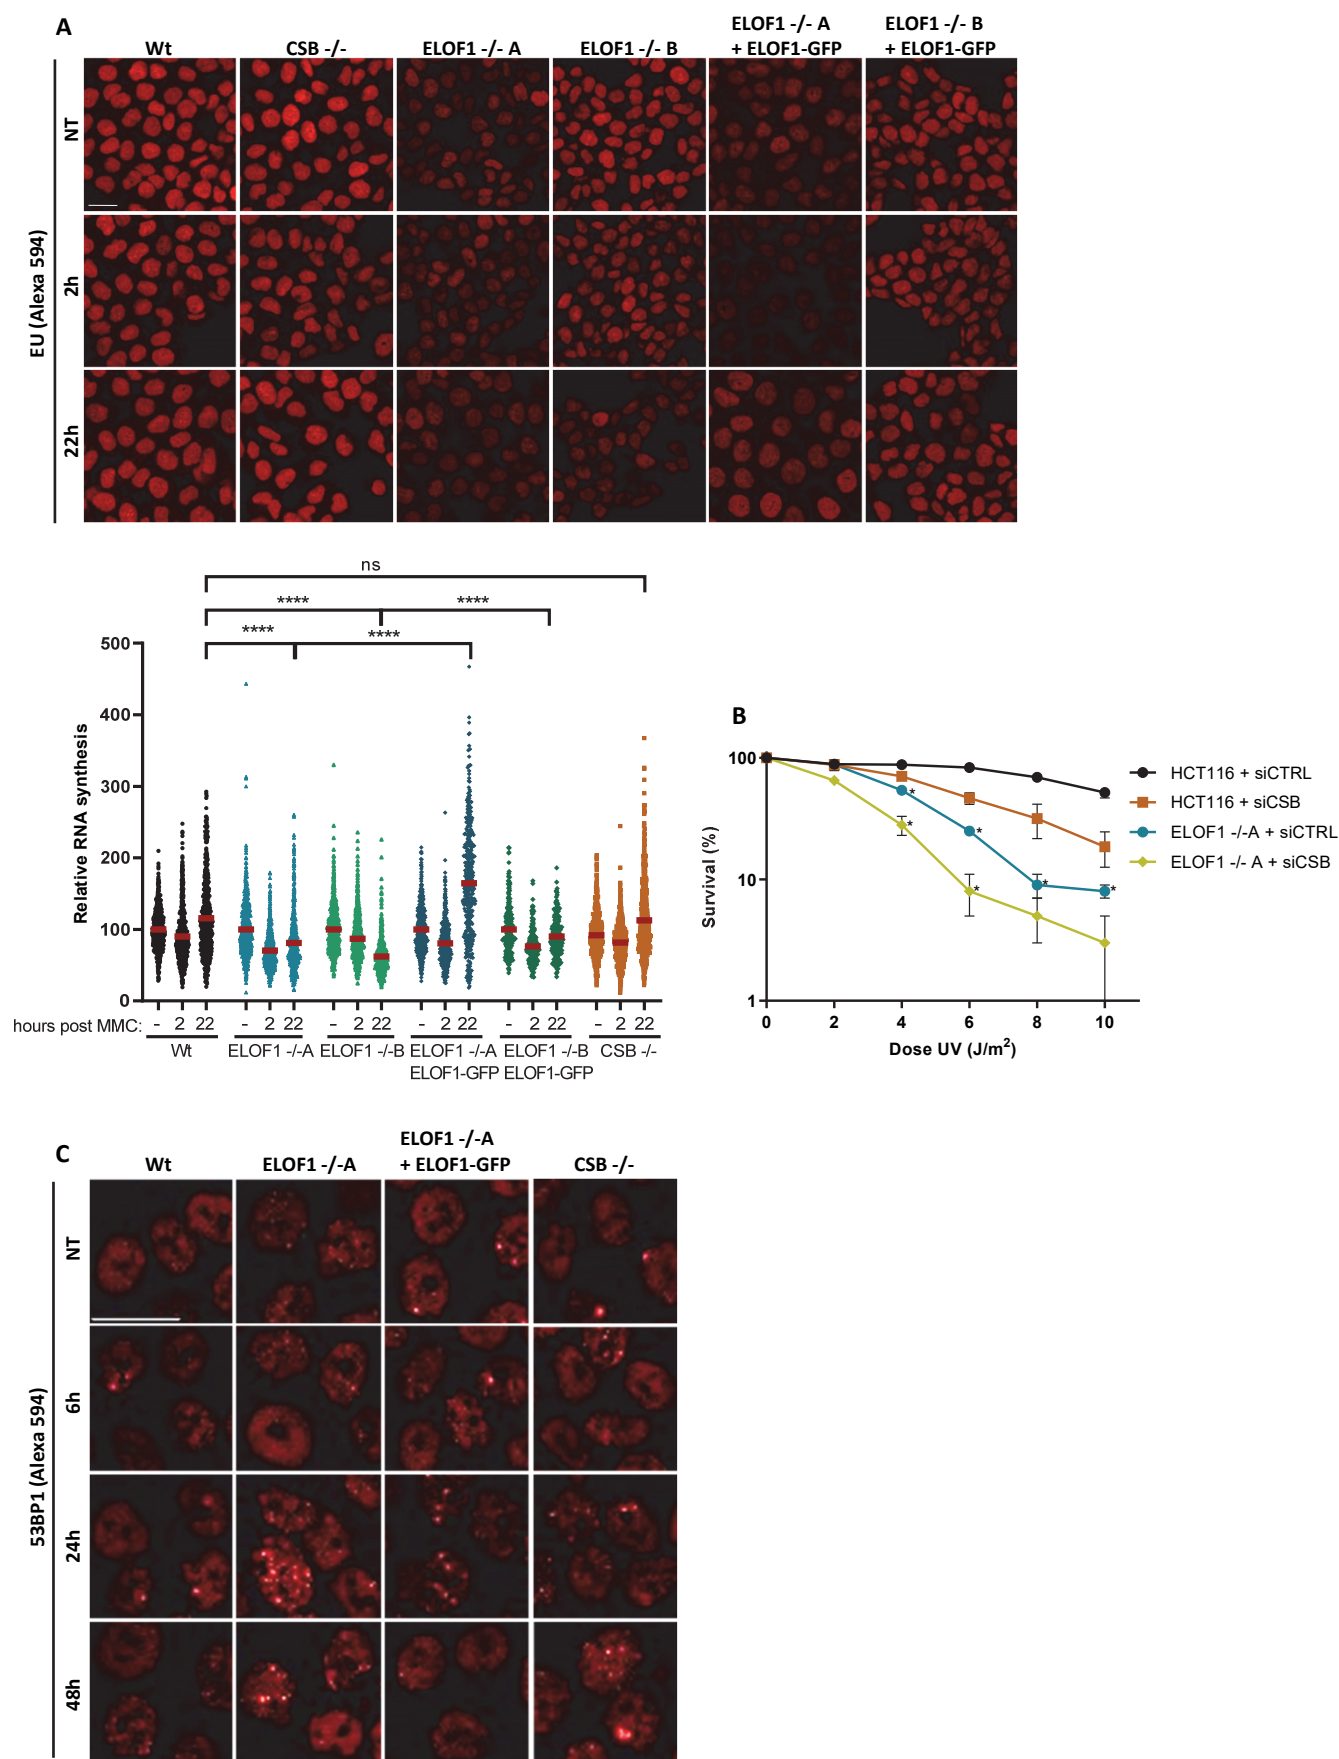 A
Wt
CSB -/-
ELOF1 -/- A
ELOF1 -/- B
ELOF1 -/- A
+ ELOF1-GFP
ELOF1 -/- B
+ ELOF1-GFP
EU (Alexa 594)
NT
2h
22h
ns
**** ****
**** ****
Relative RNA synthesis
500
400
300
200
100
0
hours post MMC: - 2 22 - 2 22 - 2 22 - 2 22 - 2 22 - 2 22
Wt ELOF1 -/-A ELOF1 -/-B ELOF1 -/-A ELOF1 -/-B CSB -/-
ELOF1-GFP ELOF1-GFP
B
Survival (%)
100
10
1
* * * *
* *
0 2 4 6 8 10
Dose UV (J/m²)
HCT116 + siCTRL
HCT116 + siCSB
ELOF1 -/-A + siCTRL
ELOF1 -/- A + siCSB
C
Wt
ELOF1 -/-A
ELOF1 -/-A
+ ELOF1-GFP
CSB -/-
53BP1 (Alexa 594)
NT
6h
24h
48h